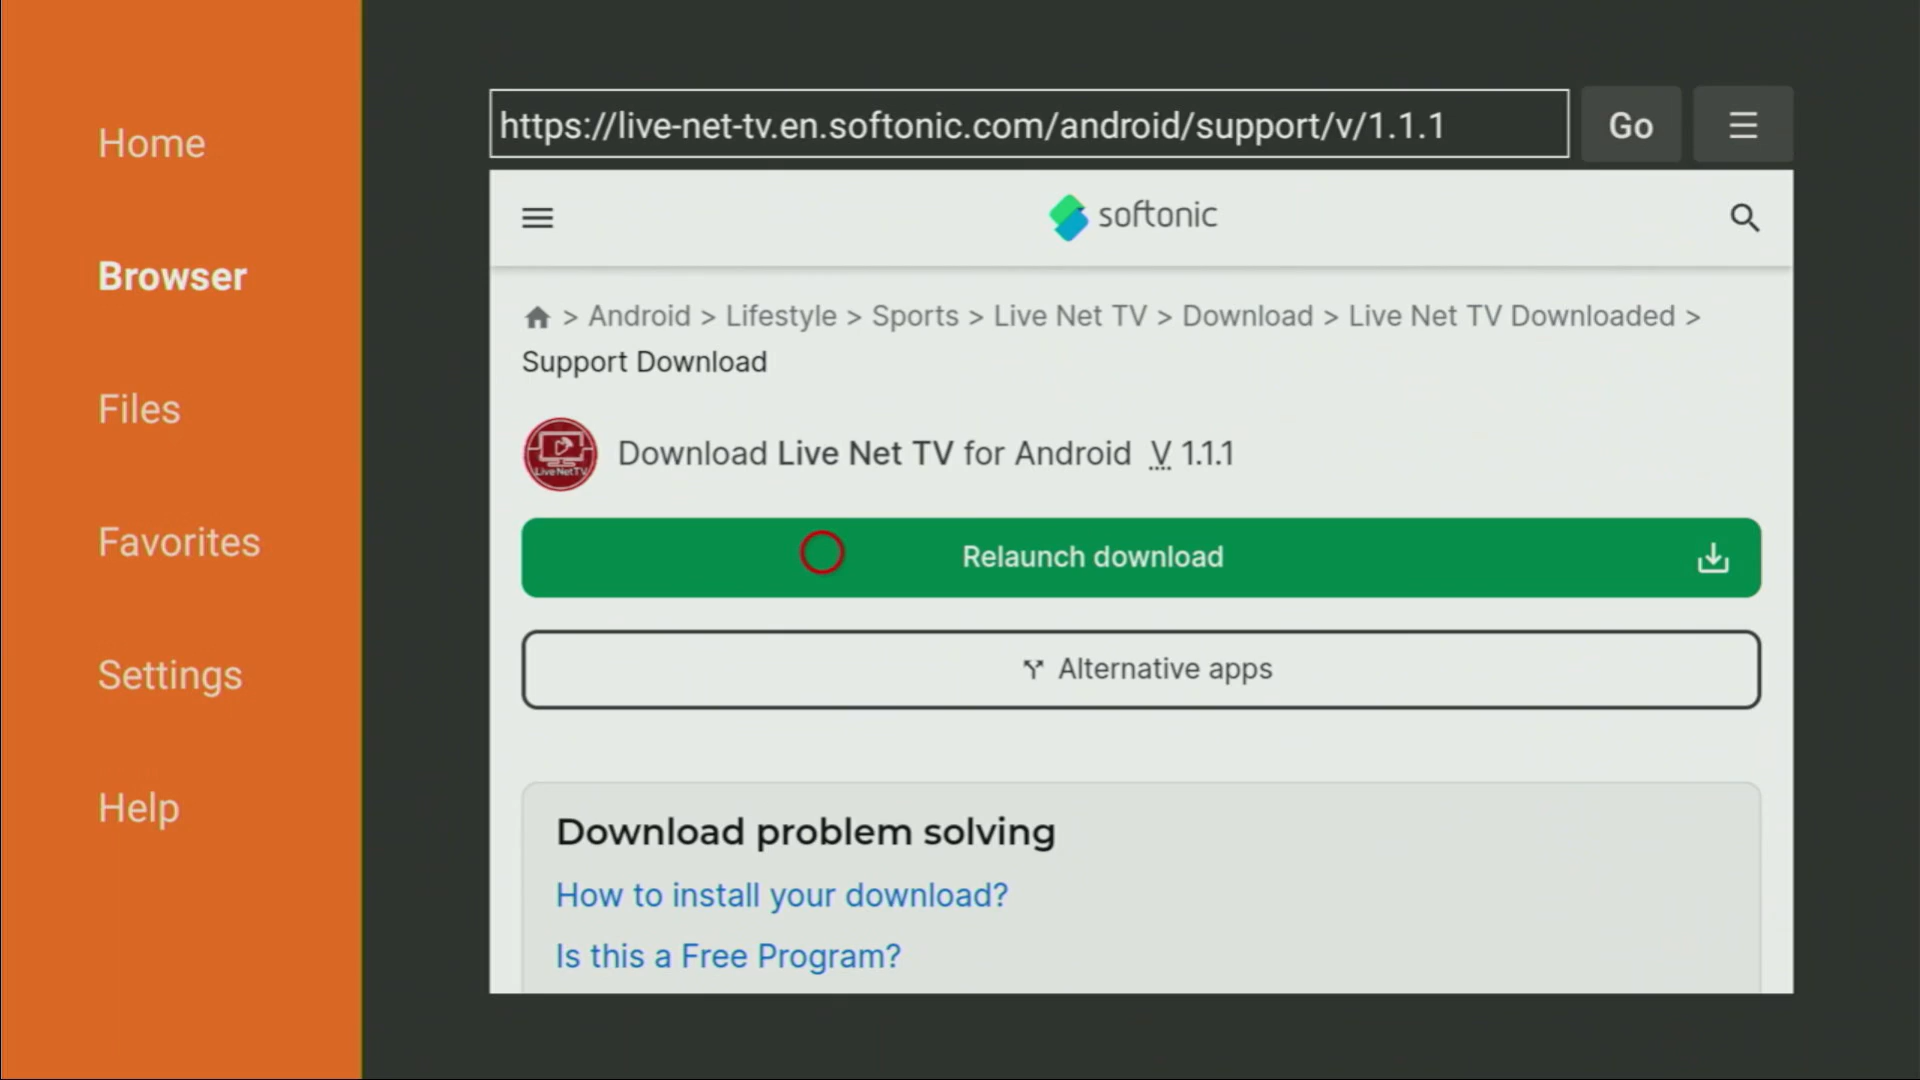 Home
Browser
Files
Favorites
Settings
Help
https://live-net-tv.en.softonic.com/android/support/v/1.1.1
Go
softonic
> Android > Lifestyle > Sports > Live Net TV > Download > Live Net TV Downloaded >
Support Download
Live NetTV
Download Live Net TV for Android V 1.1.1
Relaunch download
Alternative apps
Download problem solving
How to install your download?
Is this a Free Program?